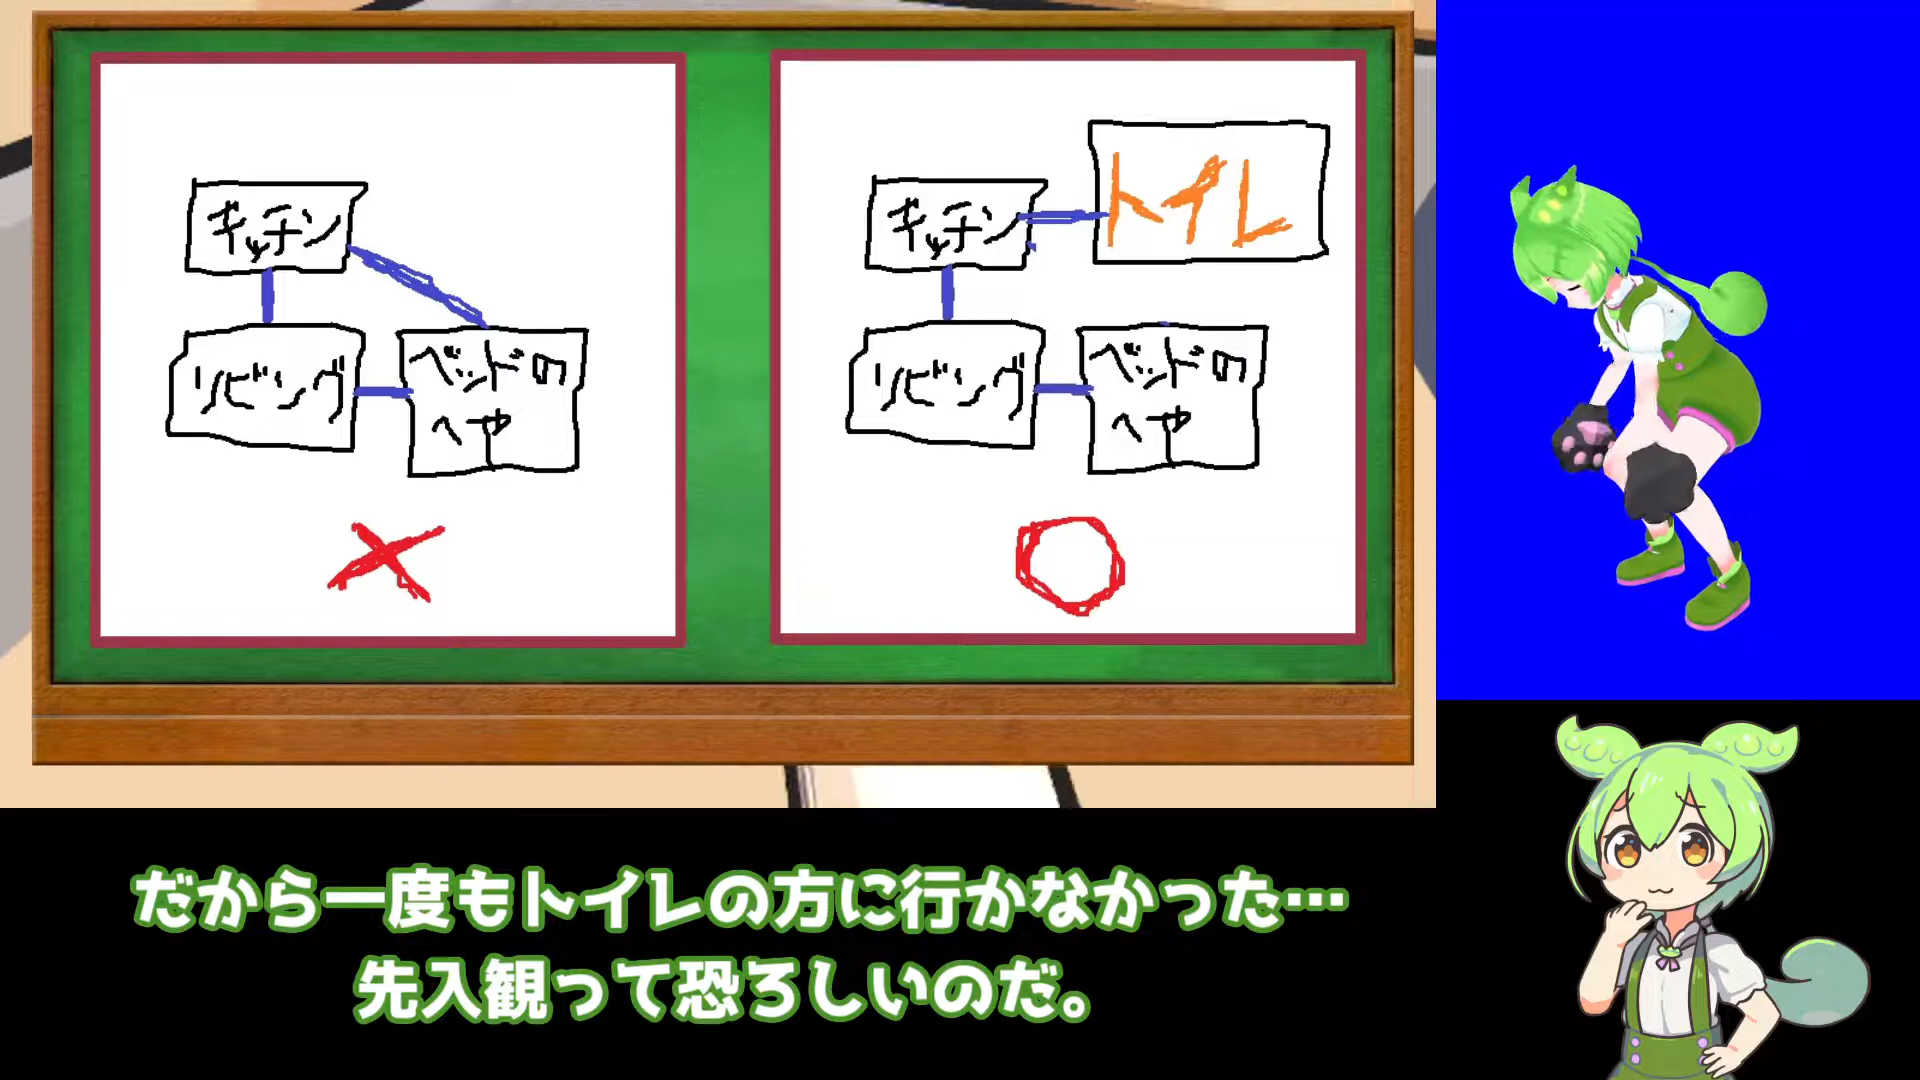 キッチン
リビング
ベッドの
へや
キッチン
トイレ
リビング
ベッドの
へや
だから一度もトイレの方に行かなかった…
先入観って恐ろしいのだ。